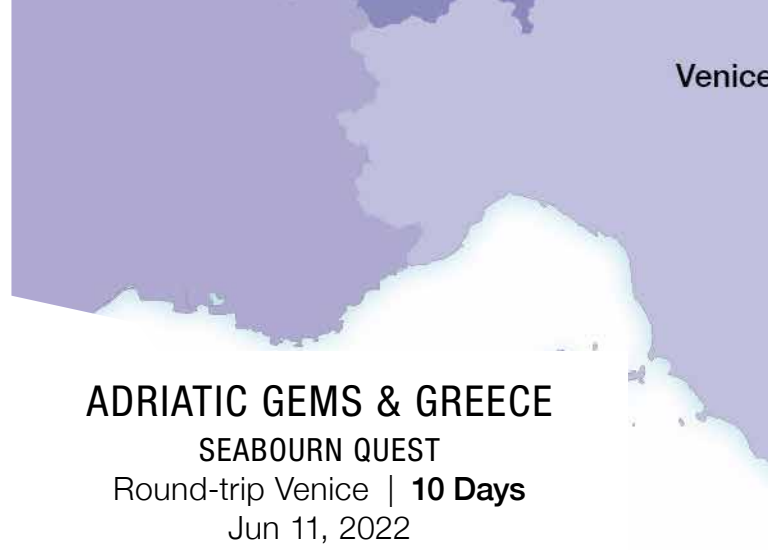 Venice
ADRIATIC GEMS & GREECE
SEABOURN QUEST
Round-trip Venice | 10 Days
Jun 11, 2022